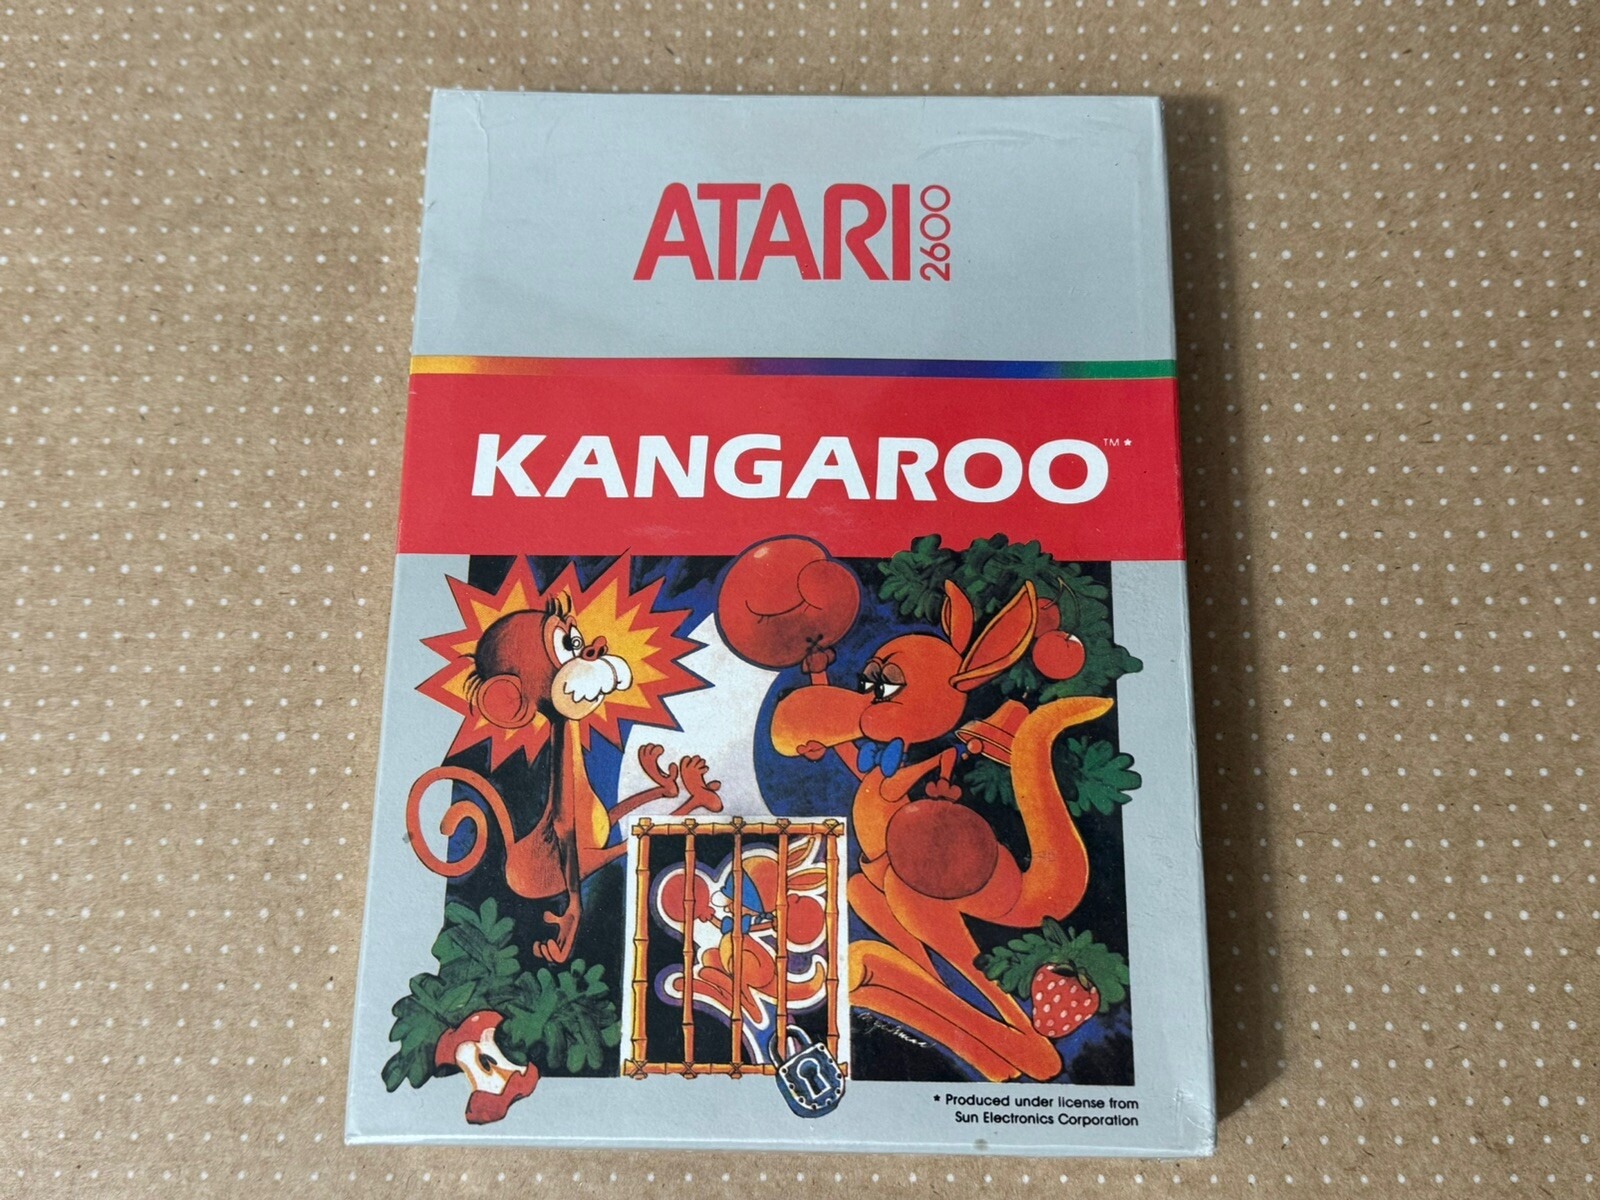 ATARI 2600
KANGAROO™*
* Produced under license from
Sun Electronics Corporation